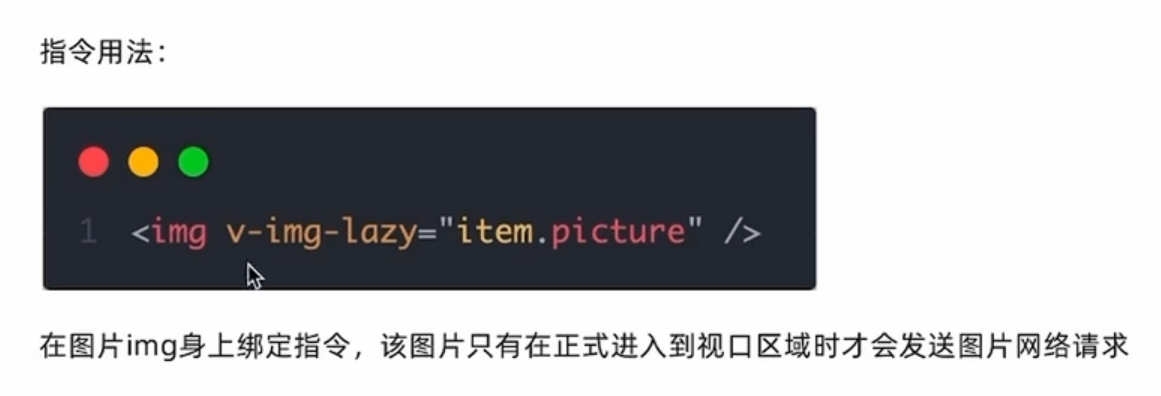 指令用法：
1 <img v-img-lazy="item.picture" />
在图片img身上绑定指令，该图片只有在正式进入到视口区域时才会发送图片网络请求